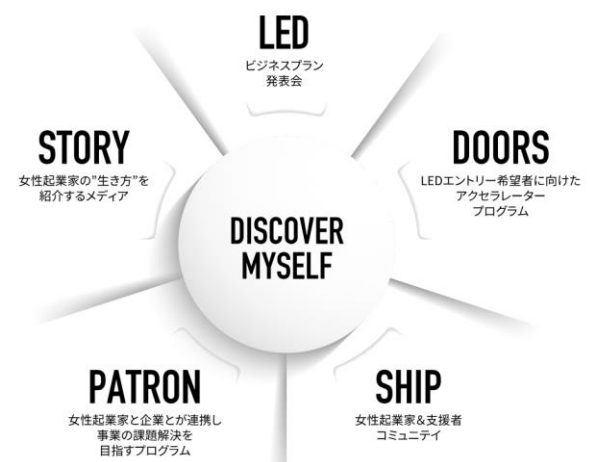 LED
ビジネスプラン
発表会
STORY
女性起業家の"生き方"を
紹介するメディア
DOORS
LEDエントリー希望者に向けた
アクセラレーター
プログラム
DISCOVER
MYSELF
PATRON
女性起業家と企業とが連携し
事業の課題解決を
目指すプログラム
SHIP
女性起業家&支援者
コミュニテイ